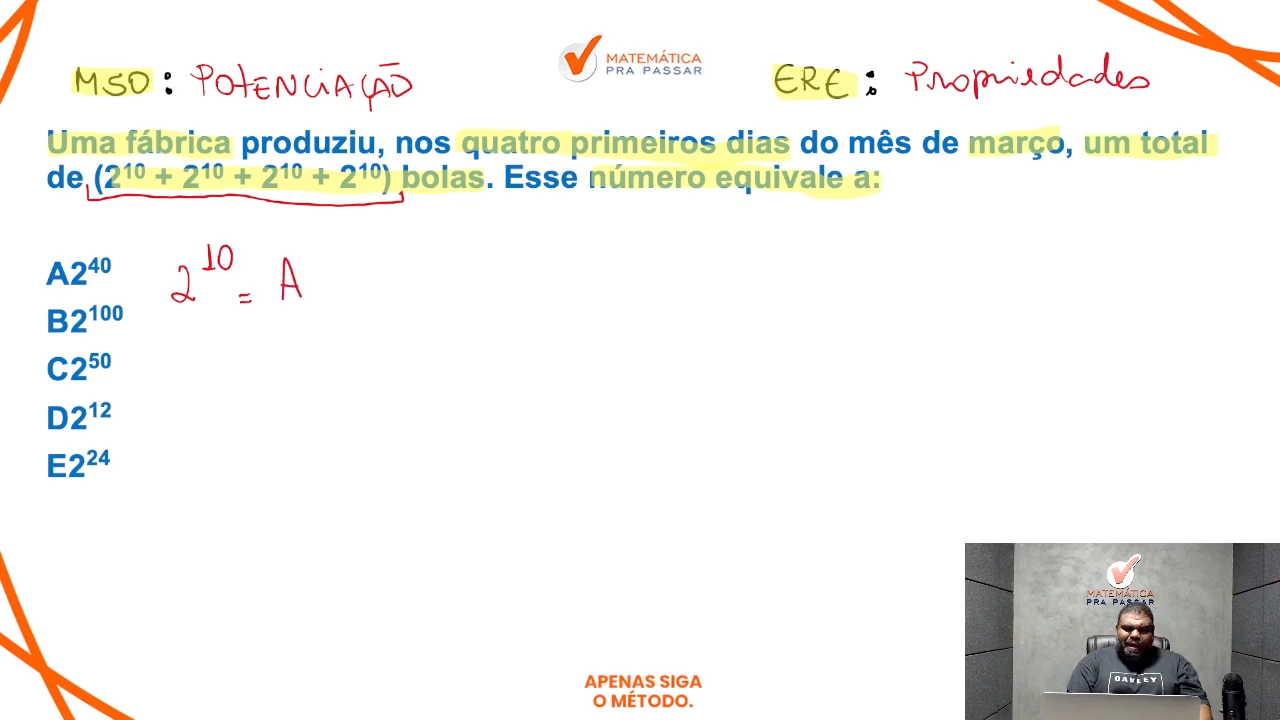 MSO : POTENCIAÇÃO
MATEMÁTICA
PRA PASSAR
ERE : Propriedades
Uma fábrica produziu, nos quatro primeiros dias do mês de março, um total
de (2¹⁰ + 2¹⁰ + 2¹⁰ + 2¹⁰) bolas. Esse número equivale a:
A2⁴⁰
2¹⁰ = A
B2¹⁰⁰
C2⁵⁰
D2¹²
E2²⁴
MATEMÁTICA
PRA PASSAR
OAKLEY
APENAS SIGA
O MÉTODO.